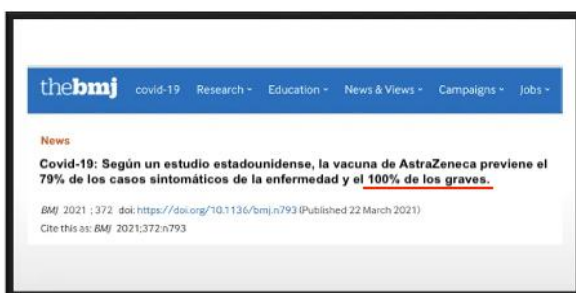 thebmj covid-19 Research Education News & Views Campaigns Jobs
News
Covid-19: Según un estudio estadounidense, la vacuna de AstraZeneca previene el
79% de los casos sintomáticos de la enfermedad y el 100% de los graves.
BMJ 2021 ; 372 doi: https://doi.org/10.1136/bmj.n793 (Published 22 March 2021)
Cite this as: BMJ 2021;372:n793